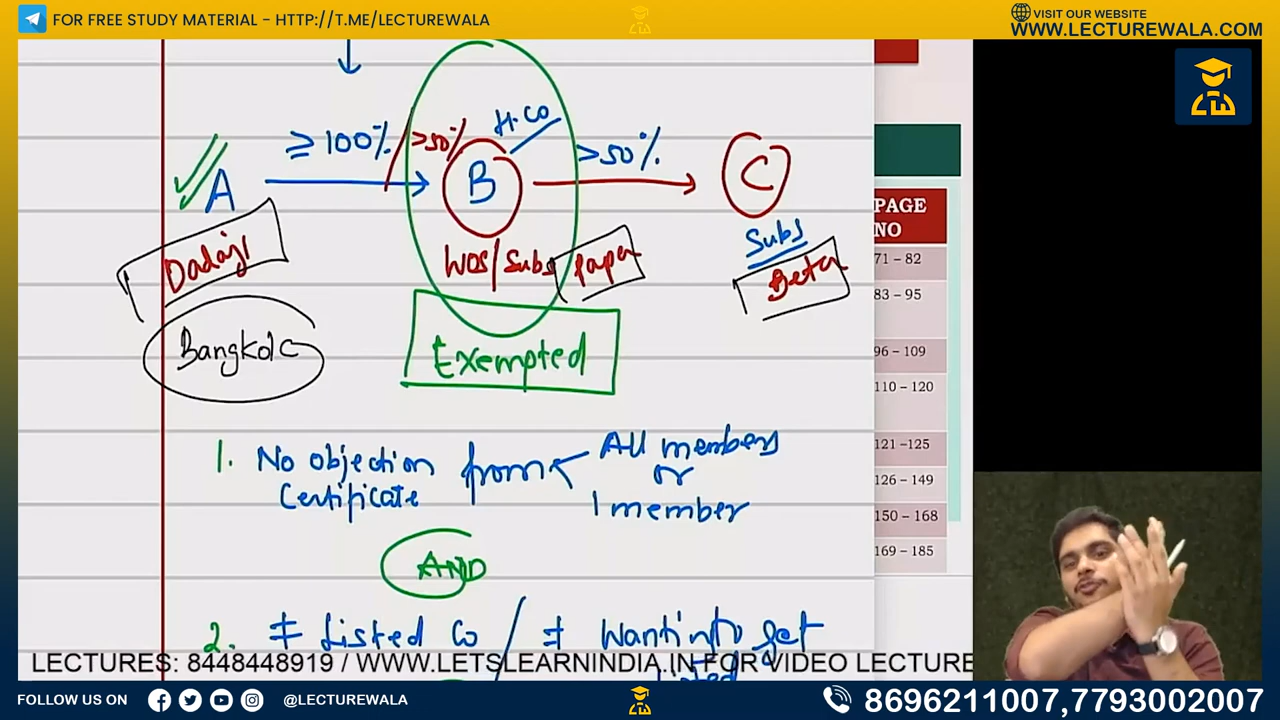 FOR FREE STUDY MATERIAL - HTTP://T.ME/LECTUREWALA
VISIT OUR WEBSITE
WWW.LECTUREWALA.COM
H.Co
≥ 100% / >50%
>50%
A
B
C
WOS/Subs
Subs
Dadaji
Papa
Beta
Bangkok
Exempted
PAGE
NO
71 – 82
83 – 95
96 – 109
110 – 120
121 –125
126 – 149
150 – 168
169 – 185
1. No objection from All members
Certificate or
1 member
AND
2. ≠ Listed Co / ≠ Wanting to get
LECTURES: 8448448919 / WWW.LETSLEARNINDIA.IN FOR VIDEO LECTURE
FOLLOW US ON
@LECTUREWALA
8696211007,7793002007